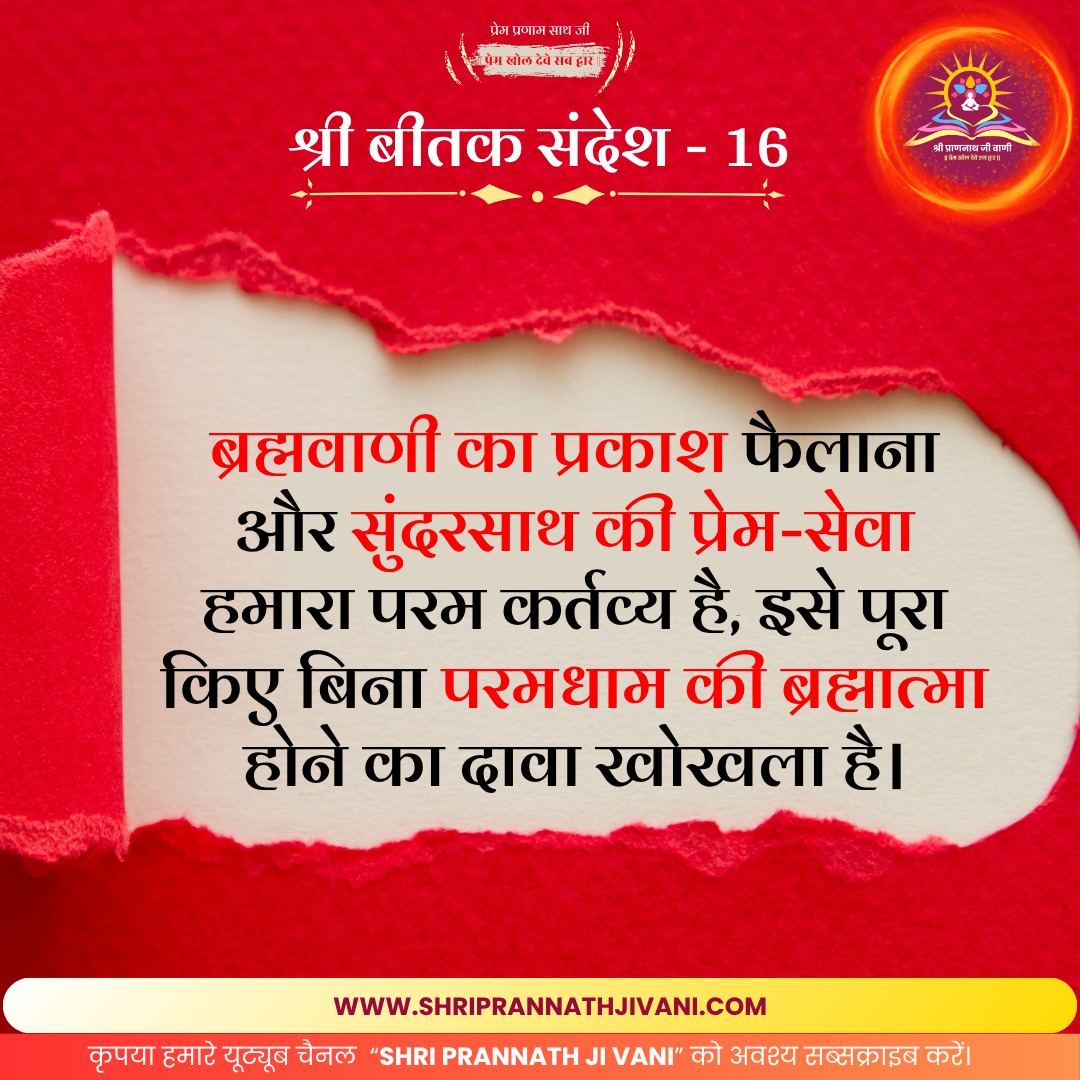 प्रेम प्रणाम साथ जी
॥ प्रेम खोल देवे सब द्वार ॥
श्री बीतक संदेश - 16
श्री प्राणनाथ जी वाणी
॥ प्रेम खोल देवे सब द्वार ॥
ब्रह्मवाणी का प्रकाश फैलाना
और सुंदरसाथ की प्रेम-सेवा
हमारा परम कर्तव्य है, इसे पूरा
किए बिना परमधाम की ब्रह्मात्मा
होने का दावा खोखला है।
WWW.SHRIPRANNATHJIVANI.COM
कृपया हमारे यूट्यूब चैनल “SHRI PRANNATH JI VANI” को अवश्य सब्सक्राइब करें।